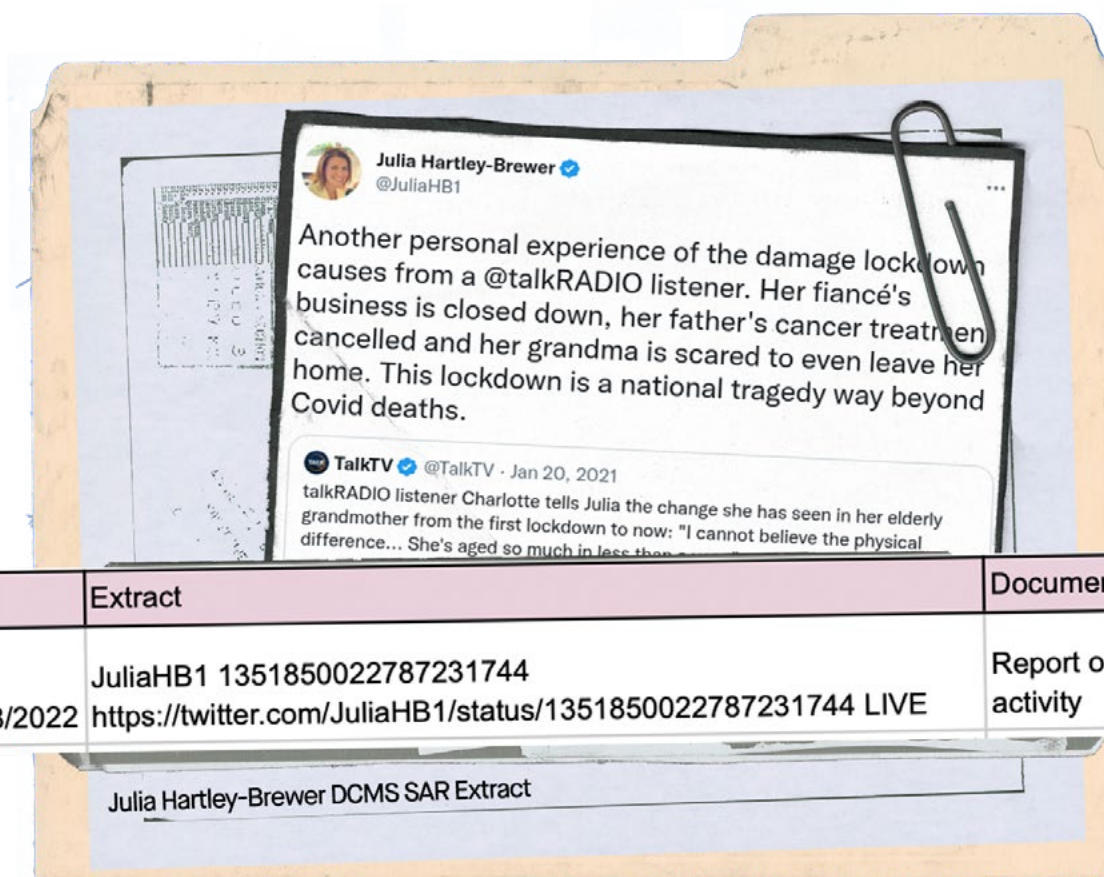 Julia Hartley-Brewer
@JuliaHB1
Another personal experience of the damage lockdown
causes from a @talkRADIO listener. Her fiancé's
business is closed down, her father's cancer treatmen
cancelled and her grandma is scared to even leave her
home. This lockdown is a national tragedy way beyond
Covid deaths.
TalkTV @TalkTV · Jan 20, 2021
talkRADIO listener Charlotte tells Julia the change she has seen in her elderly
grandmother from the first lockdown to now: "I cannot believe the physical
difference... She's aged so much in less than
Extract
Documen
JuliaHB1 1351850022787231744
Report o
3/2022 https://twitter.com/JuliaHB1/status/1351850022787231744 LIVE
activity
Julia Hartley-Brewer DCMS SAR Extract